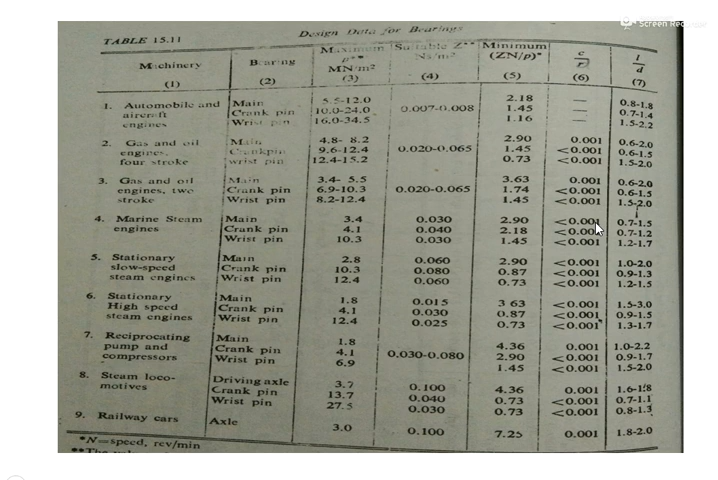 Screen Rec
TABLE 15.11
Design Data for Bearings
Machinery Bearing Maximum p** MN/m² Suitable Z** Ns/m² Minimum (ZN/p)* c/r l/d
(1) (2) (3) (4) (5) (6) (7)
1. Automobile and Main 5.5-12.0 2.18 — 0.8-1.8
aircraft Crank pin 10.0-24.0 0.007-0.008 1.45 — 0.7-1.4
engines Wrist pin 16.0-34.5 1.16 — 1.5-2.2
2. Gas and oil Main 4.8- 8.2 2.90 0.001 0.6-2.0
engines, Crankpin 9.6-12.4 0.020-0.065 1.45 <0.001 0.6-1.5
four stroke wrist pin 12.4-15.2 0.73 <0.001 1.5-2.0
3. Gas and oil Main 3.4- 5.5 3.63 0.001 0.6-2.0
engines, two Crank pin 6.9-10.3 0.020-0.065 1.74 <0.001 0.6-1.5
stroke Wrist pin 8.2-12.4 1.45 <0.001 1.5-2.0
4. Marine Steam Main 3.4 0.030 2.90 <0.001 0.7-1.5
engines Crank pin 4.1 0.040 2.18 <0.001 0.7-1.2
Wrist pin 10.3 0.030 1.45 <0.001 1.2-1.7
5. Stationary Main 2.8 0.060 2.90 <0.001 1.0-2.0
slow-speed Crank pin 10.3 0.080 0.87 <0.001 0.9-1.3
steam engines Wrist pin 12.4 0.060 0.73 <0.001 1.2-1.5
6. Stationary Main 1.8 0.015 3 63 <0.001 1.5-3.0
High speed Crank pin 4.1 0.030 0.87 <0.001 0.9-1.5
steam engines Wrist pin 12.4 0.025 0.73 <0.001 1.3-1.7
7. Reciprocating Main 1.8 4.36 0.001 1.0-2.2
pump and Crank pin 4.1 0.030-0.080 2.90 <0.001 0.9-1.7
compressors Wrist pin 6.9 1.45 <0.001 1.5-2.0
8. Steam loco- Driving axle 3.7 0.100 4.36 0.001 1.6-1.8
motives Crank pin 13.7 0.040 0.73 <0.001 0.7-1.1
Wrist pin 27.5 0.030 0.73 <0.001 0.8-1.3
9. Railway cars Axle 3.0 0.100 7.25 0.001 1.8-2.0
*N=speed, rev/min
**The